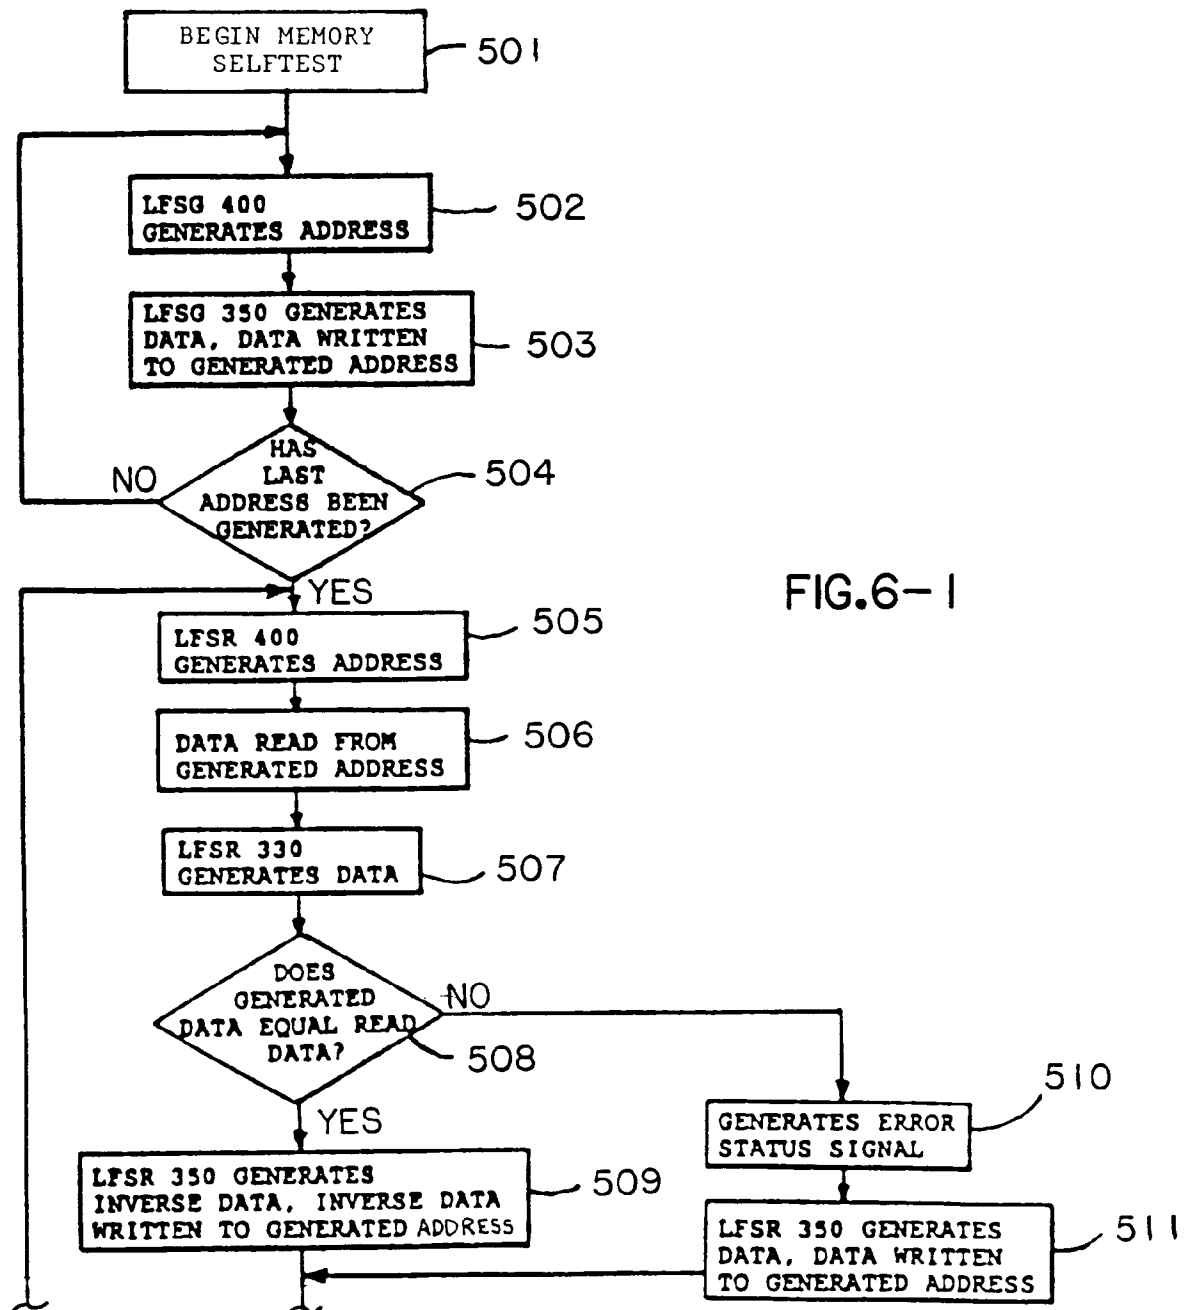 BEGIN MEMORY
SELFTEST
501
LFSG 400
GENERATES ADDRESS
502
LFSG 350 GENERATES
DATA, DATA WRITTEN
TO GENERATED ADDRESS
503
HAS
LAST
ADDRESS BEEN
GENERATED?
504
NO
YES
FIG.6-1
LFSR 400
GENERATES ADDRESS
505
DATA READ FROM
GENERATED ADDRESS
506
LFSR 330
GENERATES DATA
507
DOES
GENERATED
DATA EQUAL READ
DATA?
508
NO
YES
GENERATES ERROR
STATUS SIGNAL
510
LFSR 350 GENERATES
INVERSE DATA, INVERSE DATA
WRITTEN TO GENERATED ADDRESS
509
LFSR 350 GENERATES
DATA, DATA WRITTEN
TO GENERATED ADDRESS
511